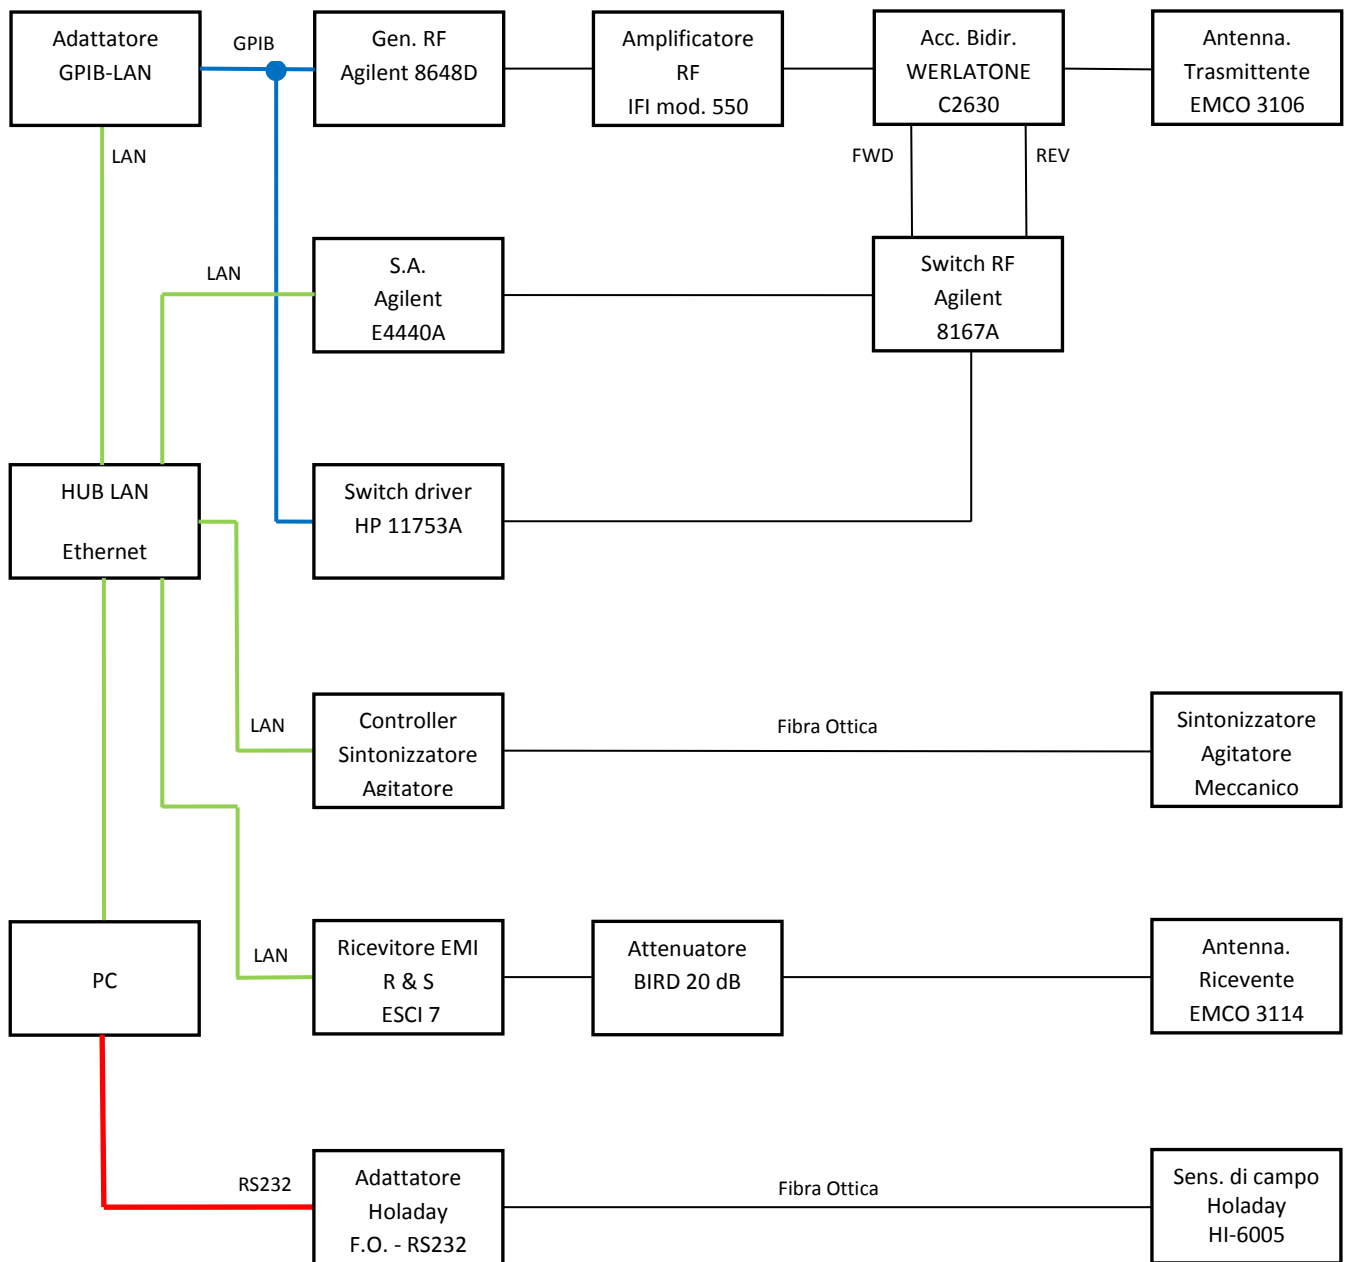 Adattatore
GPIB-LAN
GPIB
Gen. RF
Agilent 8648D
Amplificatore
RF
IFI mod. 550
Acc. Bidir.
WERLATONE
C2630
Antenna.
Trasmittente
EMCO 3106
LAN
FWD
REV
LAN
S.A.
Agilent
E4440A
Switch RF
Agilent
8167A
HUB LAN
Ethernet
Switch driver
HP 11753A
LAN
Controller
Sintonizzatore
Agitatore
Fibra Ottica
Sintonizzatore
Agitatore
Meccanico
PC
LAN
Ricevitore EMI
R & S
ESCI 7
Attenuatore
BIRD 20 dB
Antenna.
Ricevente
EMCO 3114
RS232
Adattatore
Holaday
F.O. - RS232
Fibra Ottica
Sens. di campo
Holaday
HI-6005